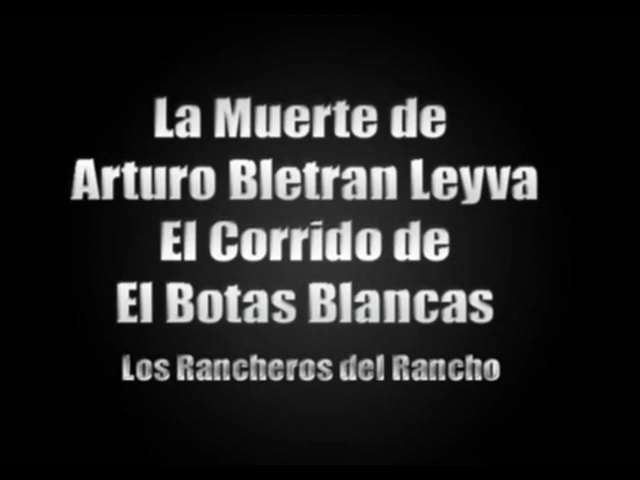 La Muerte de
Arturo Bletran Leyva
El Corrido de
El Botas Blancas
Los Rancheros del Rancho